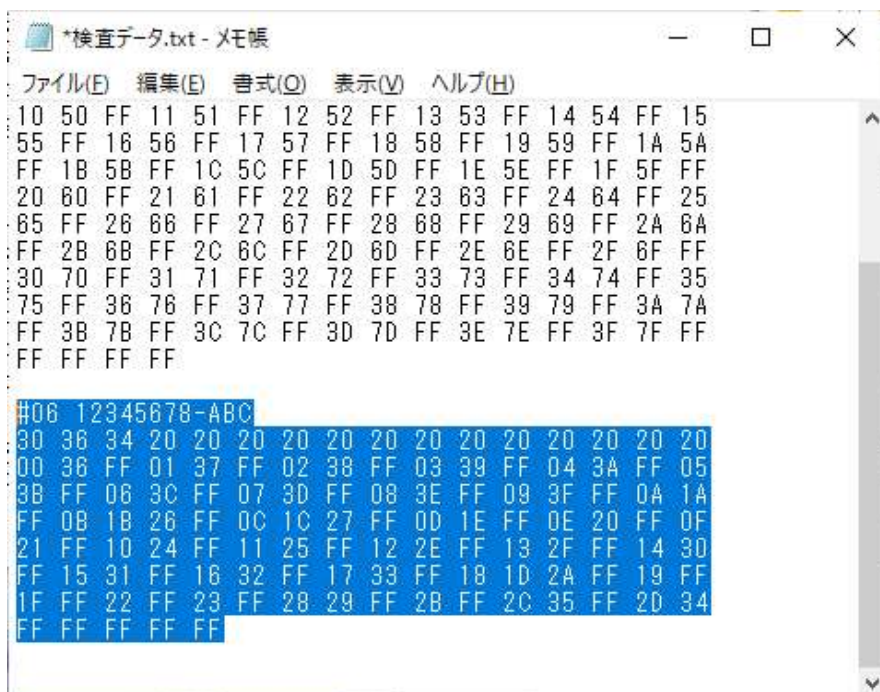 *検査データ.txt - メモ帳
ファイル(F) 編集(E) 書式(O) 表示(V) ヘルプ(H)
10 50 FF 11 51 FF 12 52 FF 13 53 FF 14 54 FF 15
55 FF 16 56 FF 17 57 FF 18 58 FF 19 59 FF 1A 5A
FF 1B 5B FF 1C 5C FF 1D 5D FF 1E 5E FF 1F 5F FF
20 60 FF 21 61 FF 22 62 FF 23 63 FF 24 64 FF 25
65 FF 26 66 FF 27 67 FF 28 68 FF 29 69 FF 2A 6A
FF 2B 6B FF 2C 6C FF 2D 6D FF 2E 6E FF 2F 6F FF
30 70 FF 31 71 FF 32 72 FF 33 73 FF 34 74 FF 35
75 FF 36 76 FF 37 77 FF 38 78 FF 39 79 FF 3A 7A
FF 3B 7B FF 3C 7C FF 3D 7D FF 3E 7E FF 3F 7F FF
FF FF FF FF
#06 12345678-ABC
30 36 34 20 20 20 20 20 20 20 20 20 20 20 20 20
00 36 FF 01 37 FF 02 38 FF 03 39 FF 04 3A FF 05
3B FF 06 3C FF 07 3D FF 08 3E FF 09 3F FF 0A 1A
FF 0B 1B 26 FF 0C 1C 27 FF 0D 1E FF 0E 20 FF 0F
21 FF 10 24 FF 11 25 FF 12 2E FF 13 2F FF 14 30
FF 15 31 FF 16 32 FF 17 33 FF 18 1D 2A FF 19 FF
1F FF 22 FF 23 FF 28 29 FF 2B FF 2C 35 FF 2D 34
FF FF FF FF FF